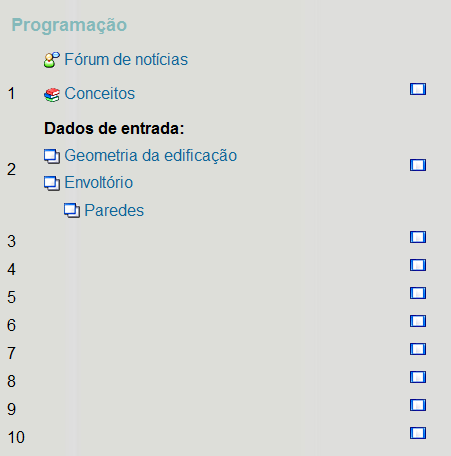 Programação
Fórum de notícias
1 Conceitos
Dados de entrada:
Geometria da edificação
2
Envoltório
Paredes
3
4
5
6
7
8
9
10